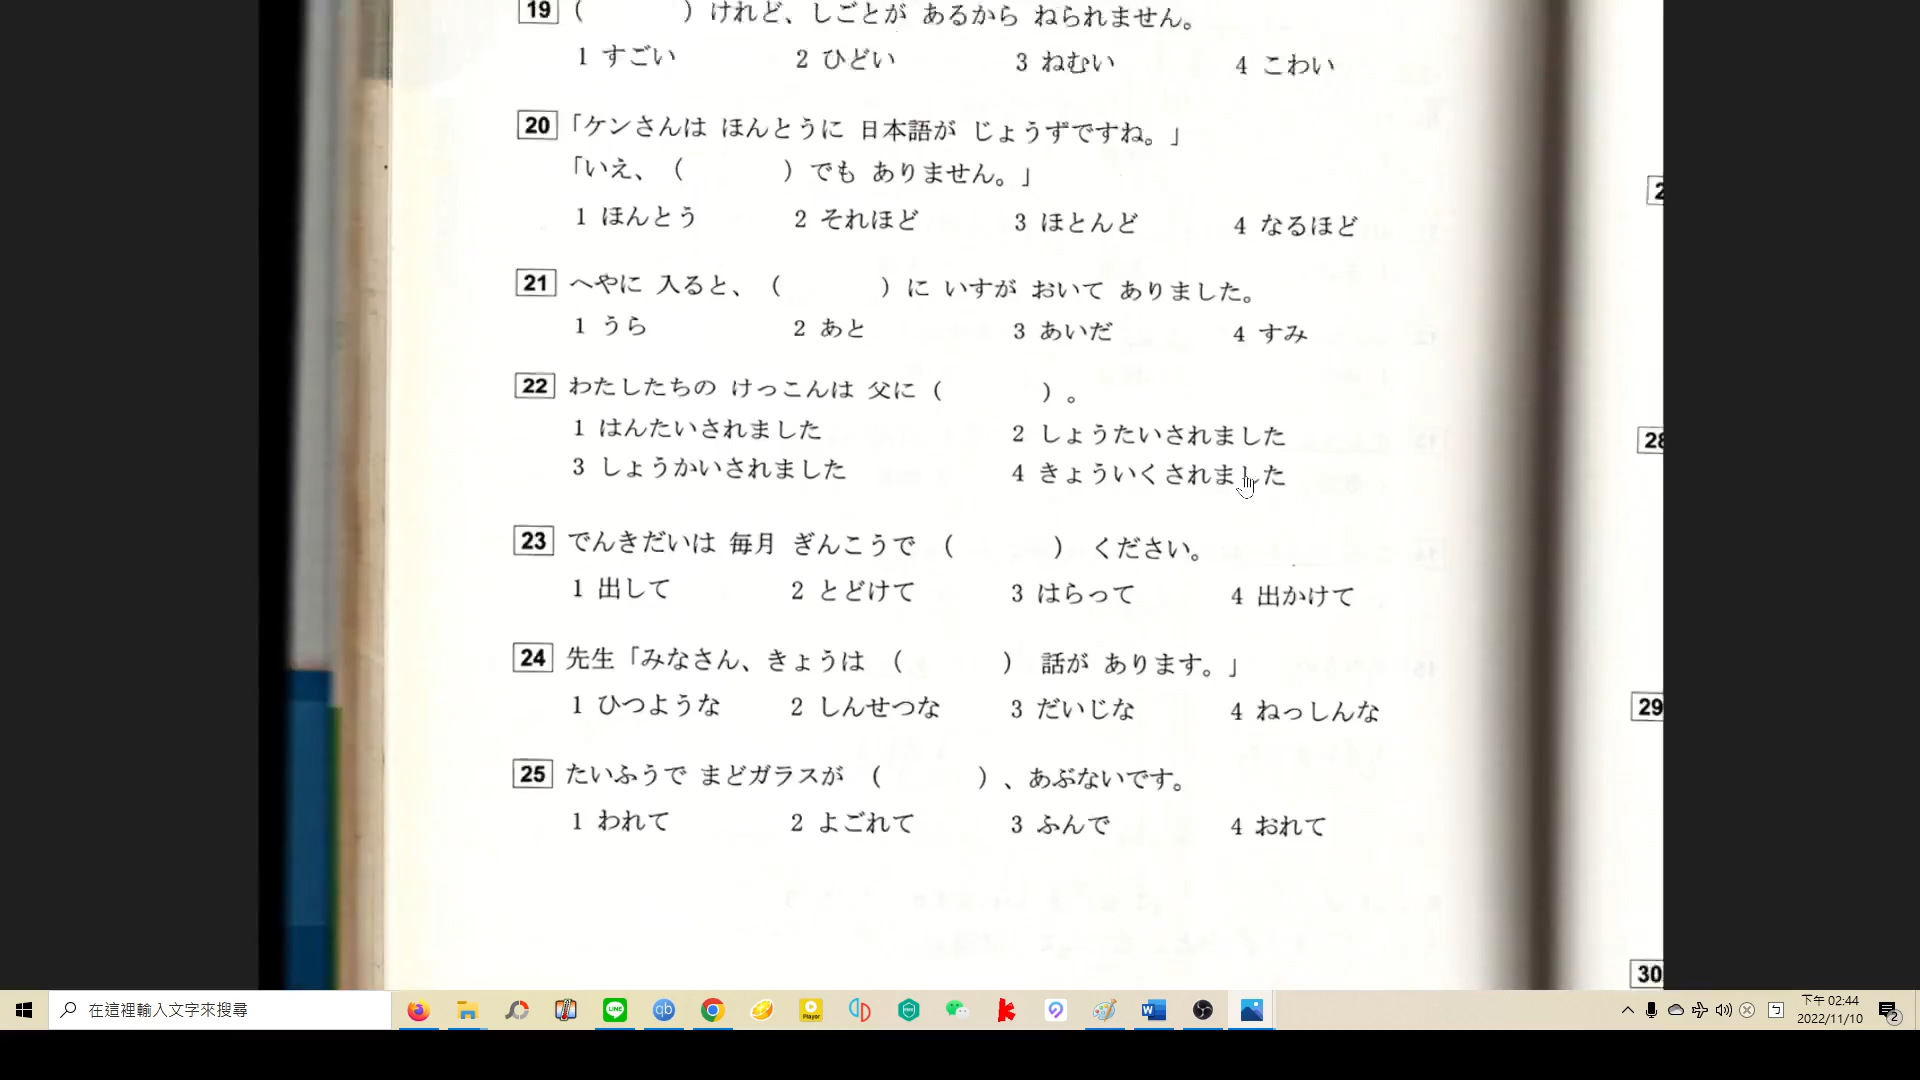 19 (　　　) けれど、しごとが あるから ねられません。
1 すごい 2 ひどい 3 ねむい 4 こわい
20 「ケンさんは ほんとうに 日本語が じょうずですね。」
「いえ、(　　　) でも ありません。」
1 ほんとう 2 それほど 3 ほとんど 4 なるほど
21 へやに 入ると、(　　　) に いすが おいて ありました。
1 うら 2 あと 3 あいだ 4 すみ
22 わたしたちの けっこんは 父に (　　　)。
1 はんたいされました 2 しょうたいされました
3 しょうかいされました 4 きょういくされました
23 でんきだいは 毎月 ぎんこうで (　　　) ください。
1 出して 2 とどけて 3 はらって 4 出かけて
24 先生「みなさん、きょうは (　　　) 話が あります。」
1 ひつような 2 しんせつな 3 だいじな 4 ねっしんな
25 たいふうで まどガラスが (　　　)、あぶないです。
1 われて 2 よごれて 3 ふんで 4 おれて
28
29
30
在這裡輸入文字來搜尋
下午 02:44
2022/11/10
2